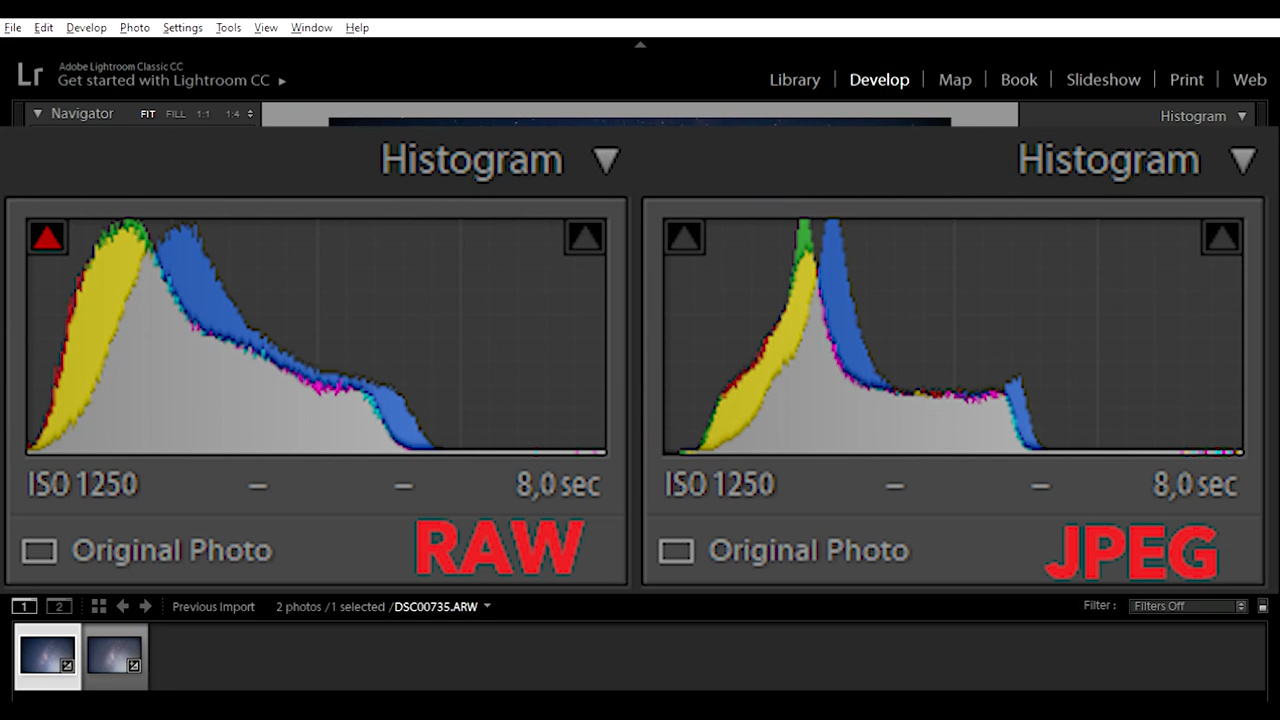 File Edit Develop Photo Settings Tools View Window Help
Lr Adobe Lightroom Classic CC
Get started with Lightroom CC
Library Develop Map Book Slideshow Print Web
Navigator FIT FILL 1:1 1:4
Histogram
Histogram
Histogram
ISO 1250 – – 8,0 sec
ISO 1250 – – 8,0 sec
Original Photo RAW
Original Photo JPEG
1 2 Previous Import 2 photos /1 selected /DSC00735.ARW Filter : Filters Off